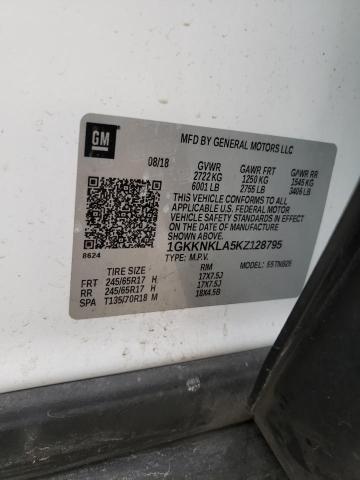 GM
MFD BY GENERAL MOTORS LLC
08/18 GVWR GAWR FRT GAWR RR
2722 KG 1250 KG 1545 KG
6001 LB 2755 LB 3406 LB
THIS VEHICLE CONFORMS TO ALL
APPLICABLE U.S. FEDERAL MOTOR
VEHICLE SAFETY STANDARDS IN EFFECT
ON THE DATE OF MANUFACTURE
SHOWN ABOVE.
8624 1GKKNKLA5KZ128795
TYPE: M.P.V. MODEL:
TIRE SIZE RIM
FRT 245/65R17 H 17X7.5J
RR 245/65R17 H 17X7.5J
SPA T135/70R18 M 18X4.5B